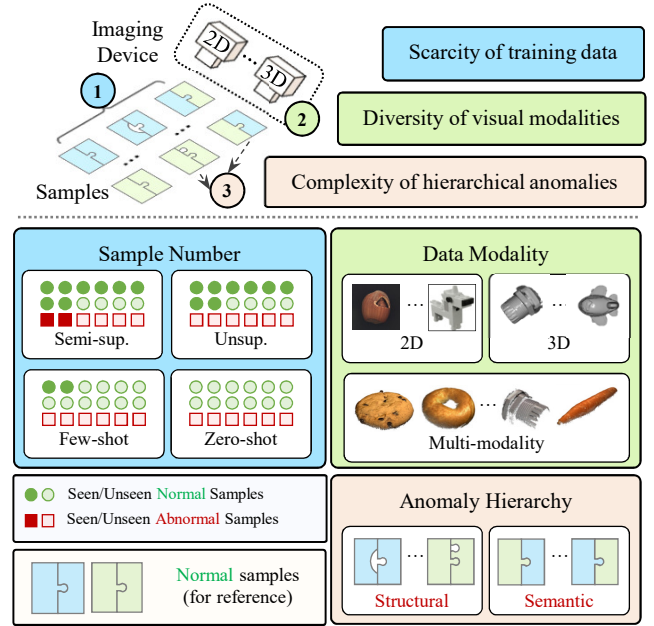 Imaging
Device
2D
3D
1
2
3
Samples
Scarcity of training data
Diversity of visual modalities
Complexity of hierarchical anomalies
Sample Number
Semi-sup.
Unsup.
Few-shot
Zero-shot
Data Modality
2D
3D
Multi-modality
Seen/Unseen Normal Samples
Seen/Unseen Abnormal Samples
Normal samples
(for reference)
Anomaly Hierarchy
Structural
Semantic